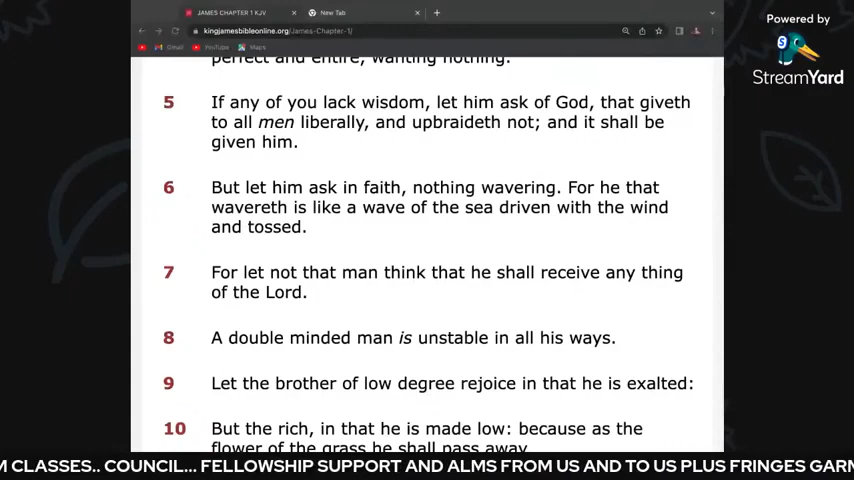 JAMES CHAPTER 1 KJV
New Tab
Powered by
kingjamesbibleonline.org/James-Chapter-1/
Gmail
YouTube
Maps
StreamYard
perfect and entire, wanting nothing.
5 If any of you lack wisdom, let him ask of God, that giveth
to all men liberally, and upbraideth not; and it shall be
given him.
6 But let him ask in faith, nothing wavering. For he that
wavereth is like a wave of the sea driven with the wind
and tossed.
7 For let not that man think that he shall receive any thing
of the Lord.
8 A double minded man is unstable in all his ways.
9 Let the brother of low degree rejoice in that he is exalted:
10 But the rich, in that he is made low: because as the
flower of the grass he shall pass away
M CLASSES.. COUNCIL... FELLOWSHIP SUPPORT AND ALMS FROM US AND TO US PLUS FRINGES GARM